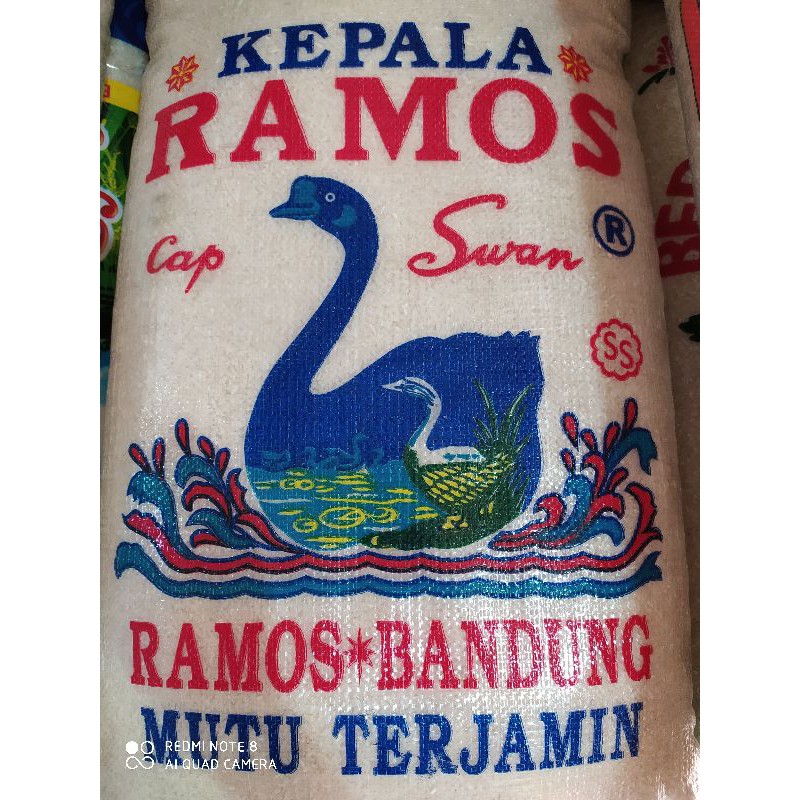 KEPALA
RAMOS
Cap Swan ®
SS
RAMOS*BANDUNG
MUTU TERJAMIN
REDMI NOTE 8
AI QUAD CAMERA